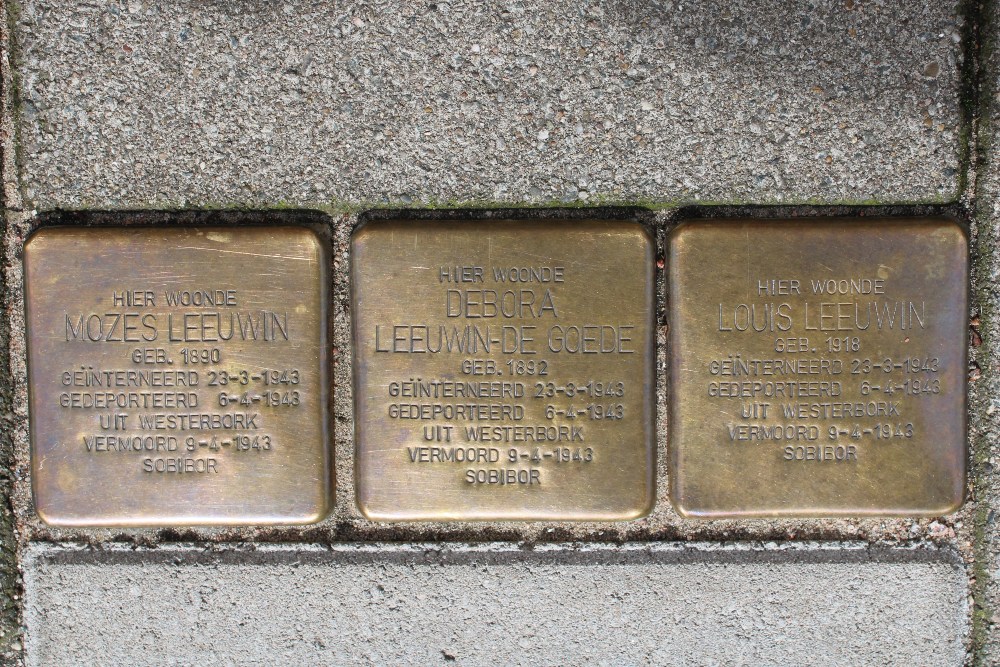 HIER WOONDE
MOZES LEEUWIN
GEB. 1890
GEÏNTERNEERD 23-3-1943
GEDEPORTEERD 6-4-1943
UIT WESTERBORK
VERMOORD 9-4-1943
SOBIBOR
HIER WOONDE
DEBORA
LEEUWIN-DE GOEDE
GEB. 1892
GEÏNTERNEERD 23-3-1943
GEDEPORTEERD 6-4-1943
UIT WESTERBORK
VERMOORD 9-4-1943
SOBIBOR
HIER WOONDE
LOUIS LEEUWIN
GEB. 1918
GEÏNTERNEERD 23-3-1943
GEDEPORTEERD 6-4-1943
UIT WESTERBORK
VERMOORD 9-4-1943
SOBIBOR